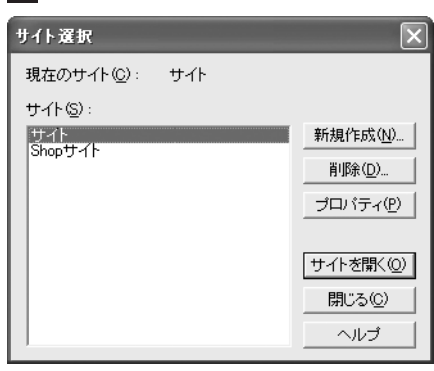 サイト選択
現在のサイト(C)： サイト
サイト(S)：
サイト
Shopサイト
新規作成(N)...
削除(D)...
プロパティ(P)
サイトを開く(O)
閉じる(C)
ヘルプ